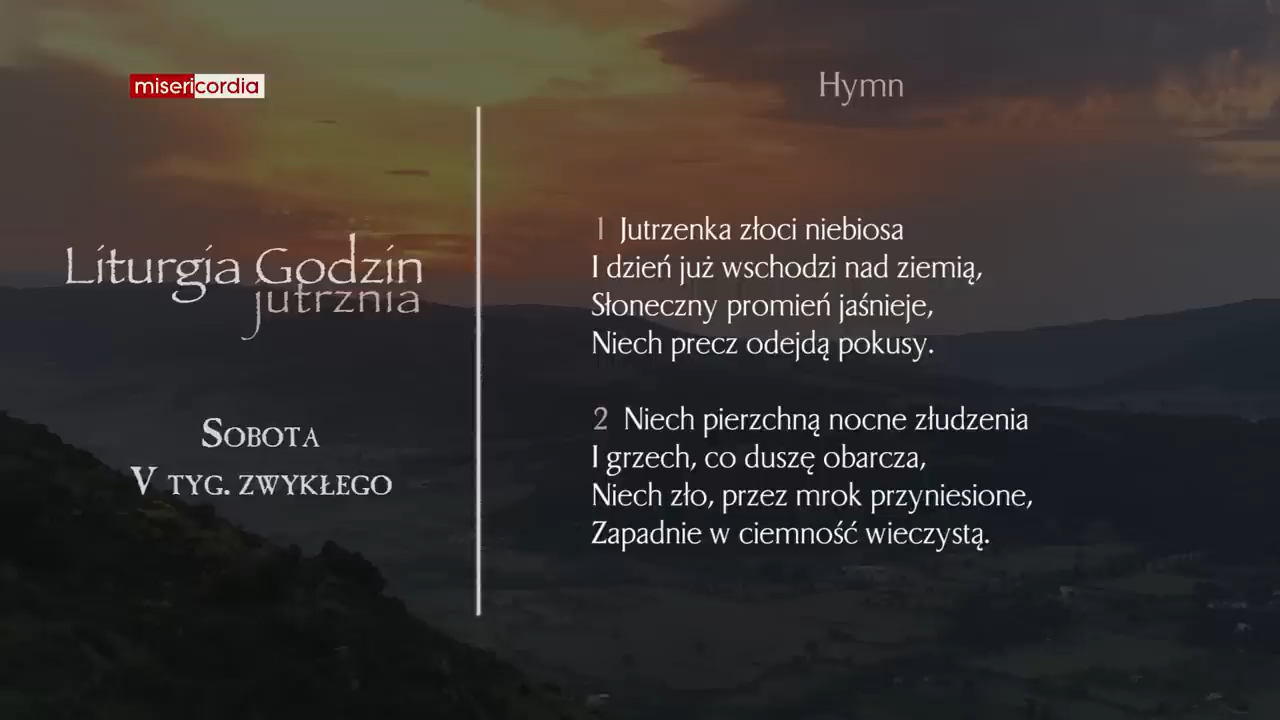 misericordia
Liturgia Godzin
jutrznia
Sobota
V tyg. zwykłego
Hymn
1 Jutrzenka złoci niebiosa
I dzień już wschodzi nad ziemią,
Słoneczny promień jaśnieje,
Niech precz odejdą pokusy.
2 Niech pierzchną nocne złudzenia
I grzech, co duszę obarcza,
Niech zło, przez mrok przyniesione,
Zapadnie w ciemność wieczystą.